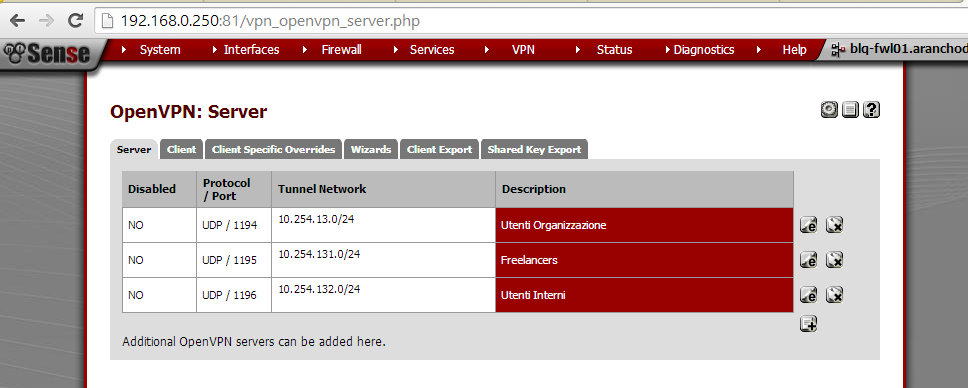 192.168.0.250:81/vpn_openvpn_server.php
Sense System Interfaces Firewall Services VPN Status Diagnostics Help blq-fwl01.aranchod
OpenVPN: Server
Server Client Client Specific Overrides Wizards Client Export Shared Key Export
Disabled Protocol / Port Tunnel Network Description
NO UDP / 1194 10.254.13.0/24 Utenti Organizzazione
NO UDP / 1195 10.254.131.0/24 Freelancers
NO UDP / 1196 10.254.132.0/24 Utenti Interni
Additional OpenVPN servers can be added here.